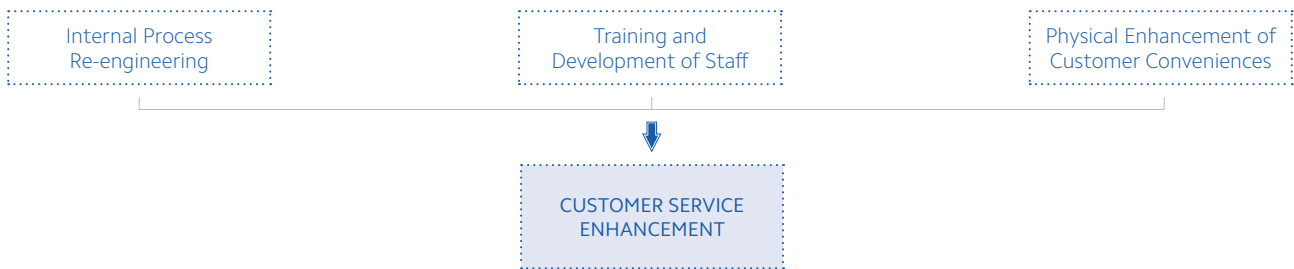 Internal Process
Re-engineering
Training and
Development of Staff
Physical Enhancement of
Customer Conveniences
CUSTOMER SERVICE
ENHANCEMENT